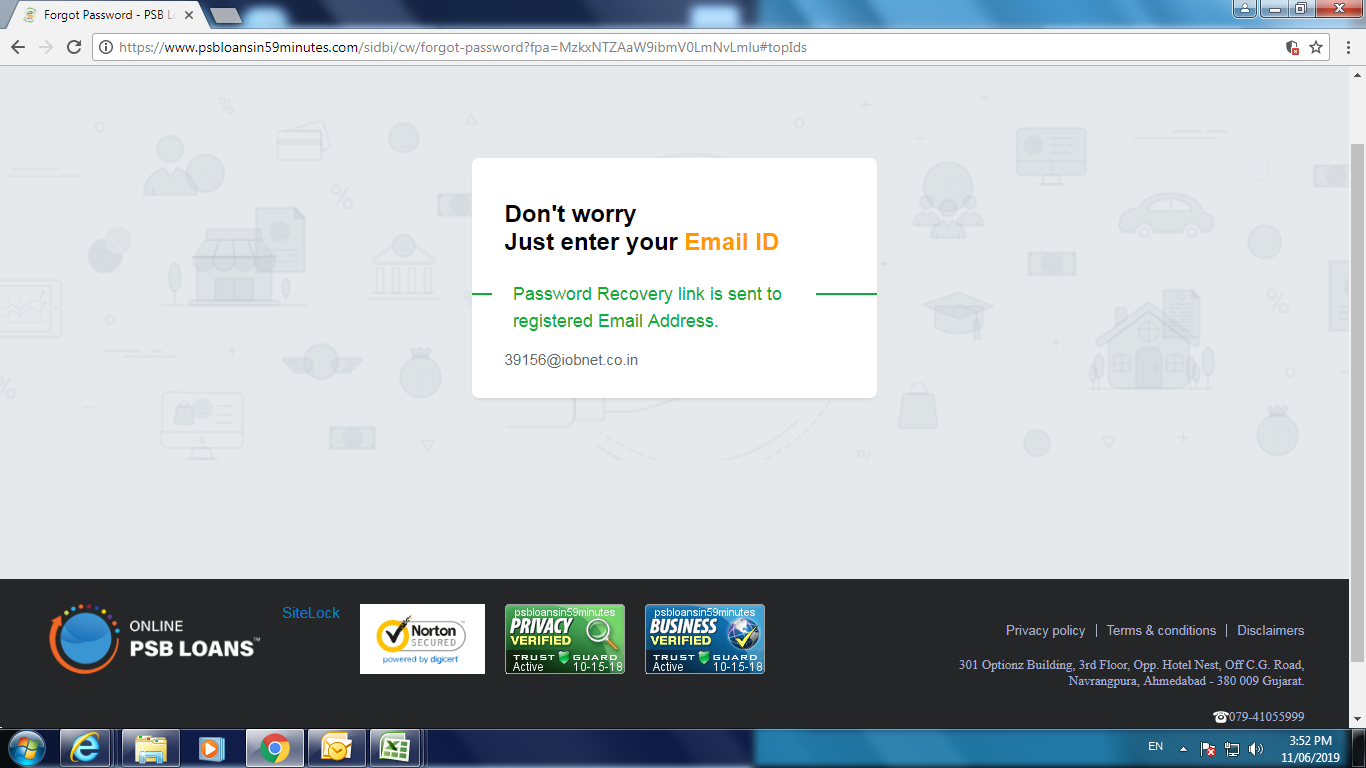 Forgot Password - PSB Lo
https://www.psbloansin59minutes.com/sidbi/cw/forgot-password?fpa=MzkxNTZAaW9ibmV0LmNvLmlu#topIds
Don't worry
Just enter your Email ID
Password Recovery link is sent to
registered Email Address.
39156@iobnet.co.in
ONLINE
PSB LOANS™
SiteLock
Norton
SECURED
powered by digicert
psbloansin59minutes
PRIVACY
VERIFIED
TRUST GUARD
Active 10-15-18
psbloansin59minutes
BUSINESS
VERIFIED
TRUST GUARD
Active 10-15-18
Privacy policy | Terms & conditions | Disclaimers
301 Optionz Building, 3rd Floor, Opp. Hotel Nest, Off C.G. Road,
Navrangpura, Ahmedabad - 380 009 Gujarat.
☎079-41055999
EN
3:52 PM
11/06/2019